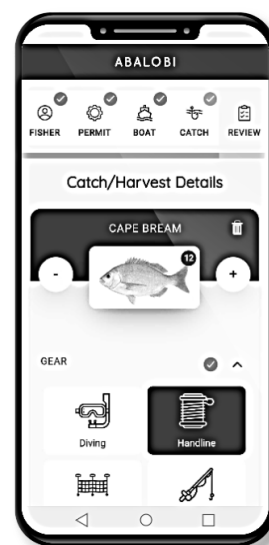 ABALOBI
FISHER PERMIT BOAT CATCH REVIEW
Catch/Harvest Details
CAPE BREAM
12
- +
GEAR
Diving Handline